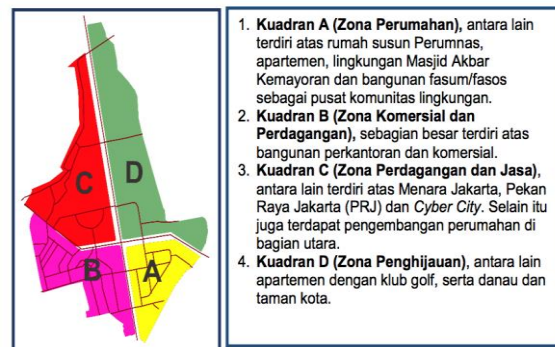 C
D
B
A
1. Kuadran A (Zona Perumahan), antara lain
terdiri atas rumah susun Perumnas,
apartemen, lingkungan Masjid Akbar
Kemayoran dan bangunan fasum/fasos
sebagai pusat komunitas lingkungan.
2. Kuadran B (Zona Komersial dan
Perdagangan), sebagian besar terdiri atas
bangunan perkantoran dan komersial.
3. Kuadran C (Zona Perdagangan dan Jasa),
antara lain terdiri atas Menara Jakarta, Pekan
Raya Jakarta (PRJ) dan Cyber City. Selain itu
juga terdapat pengembangan perumahan di
bagian utara.
4. Kuadran D (Zona Penghijauan), antara lain
apartemen dengan klub golf, serta danau dan
taman kota.